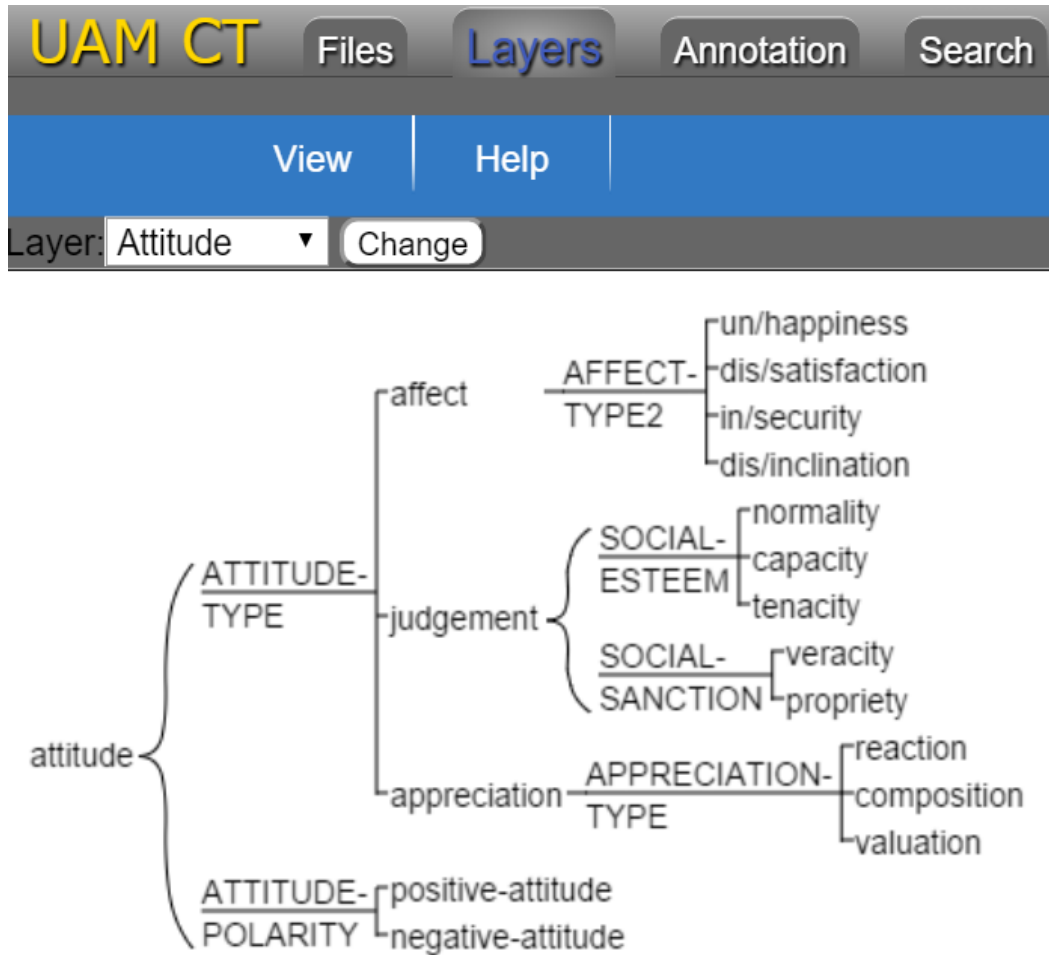 UAM CT Files Layers Annotation Search
View Help
Layer: Attitude Change
un/happiness
affect AFFECT- dis/satisfaction
TYPE2 in/security
dis/inclination
normality
SOCIAL- capacity
ESTEEM tenacity
ATTITUDE-
TYPE judgement
SOCIAL- veracity
SANCTION propriety
attitude
reaction
appreciation APPRECIATION- composition
TYPE valuation
ATTITUDE- positive-attitude
POLARITY negative-attitude